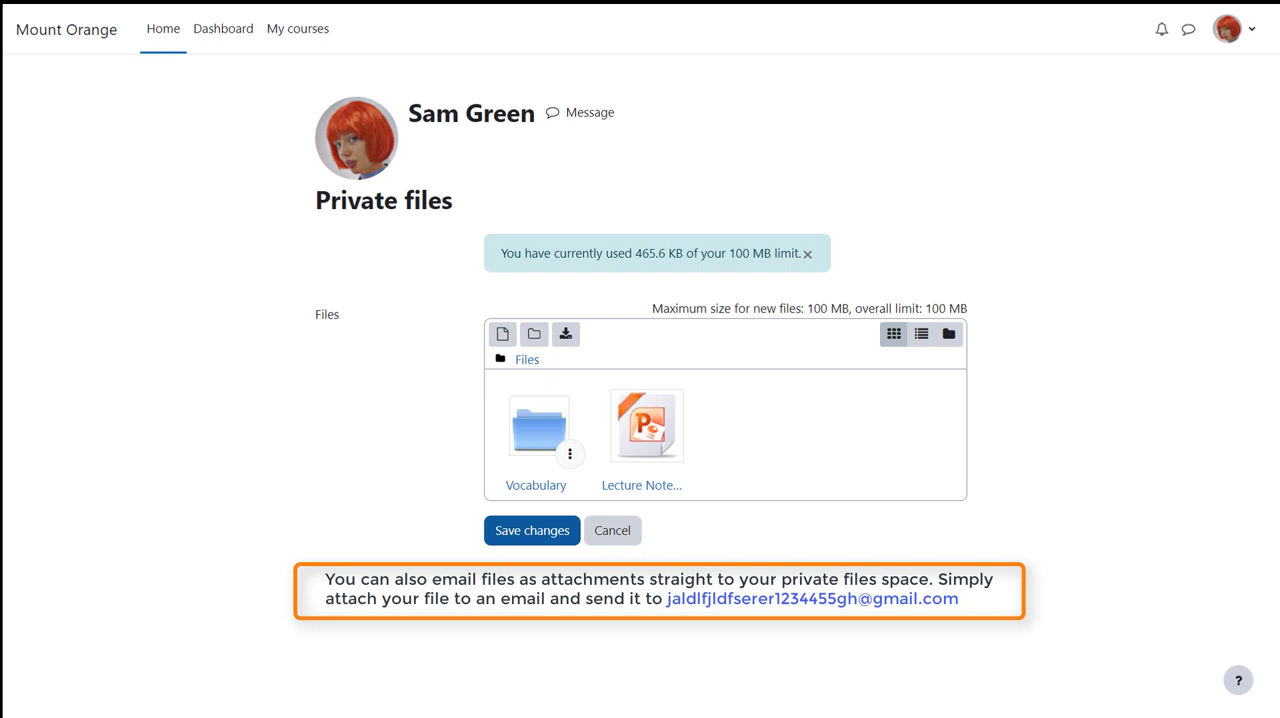 Mount Orange
Home
Dashboard
My courses
Sam Green
Message
Private files
You have currently used 465.6 KB of your 100 MB limit.
Files
Maximum size for new files: 100 MB, overall limit: 100 MB
Files
Vocabulary
Lecture Note...
Save changes
Cancel
You can also email files as attachments straight to your private files space. Simply
attach your file to an email and send it to jaldlfjldfserer1234455gh@gmail.com
?